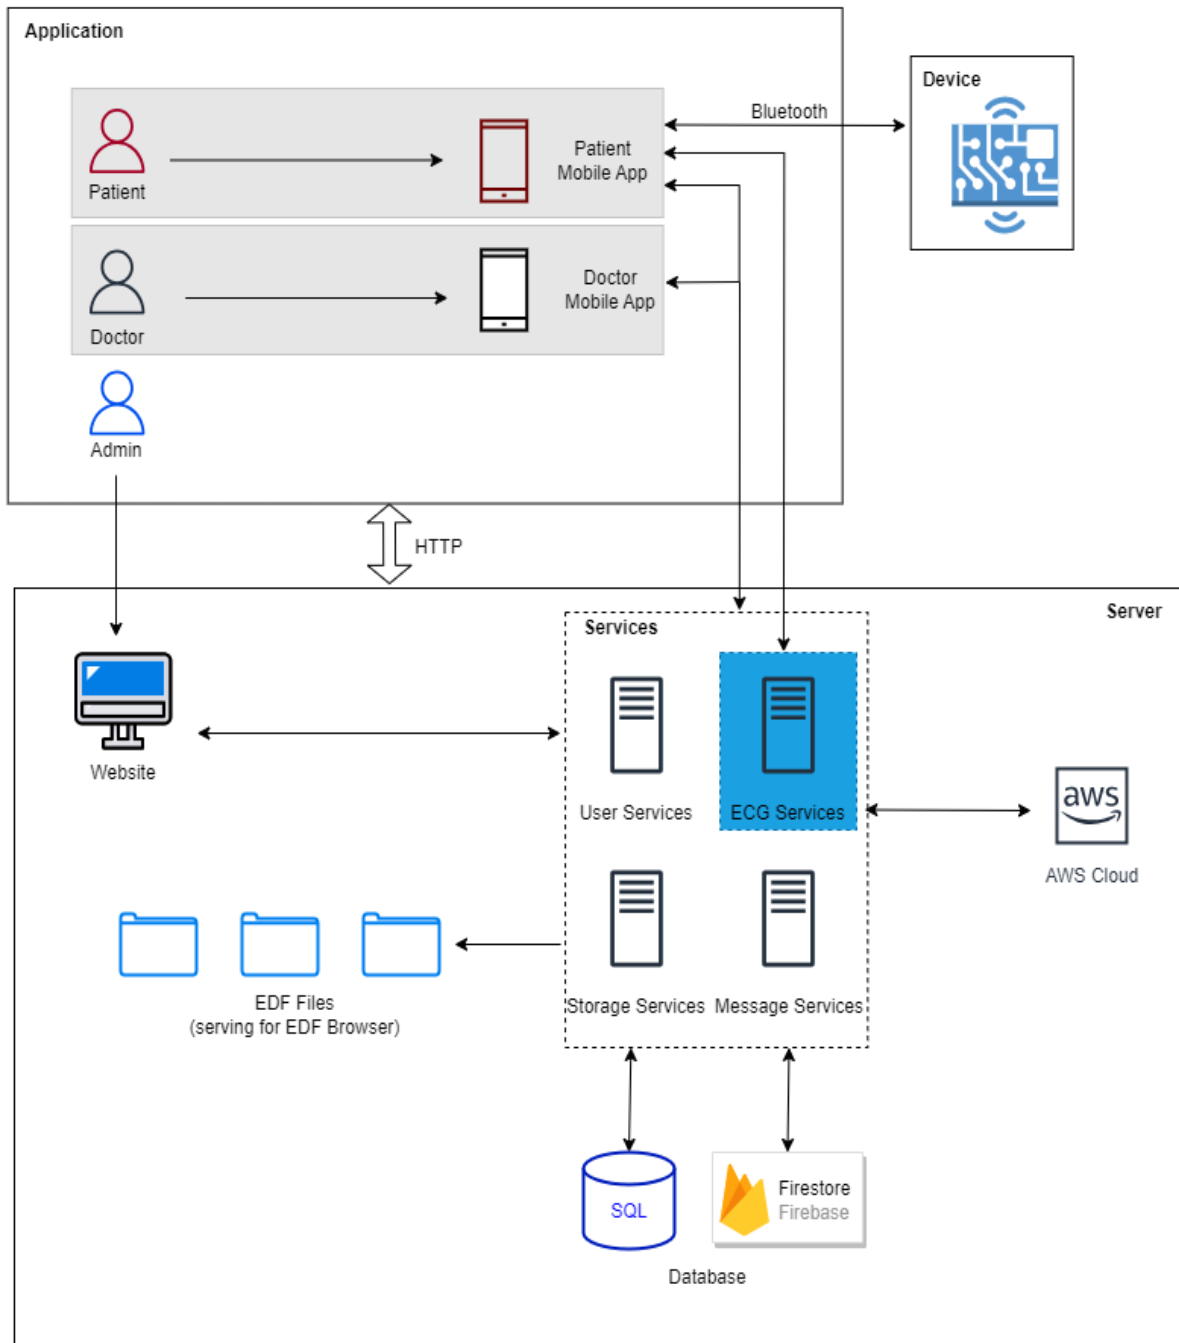 Application
Device
Bluetooth
Patient
Mobile App
Patient
Doctor
Mobile App
Doctor
Admin
HTTP
Server
Services
Website
User Services
ECG Services
aws
AWS Cloud
EDF Files
(serving for EDF Browser)
Storage Services
Message Services
SQL
Firestore
Firebase
Database